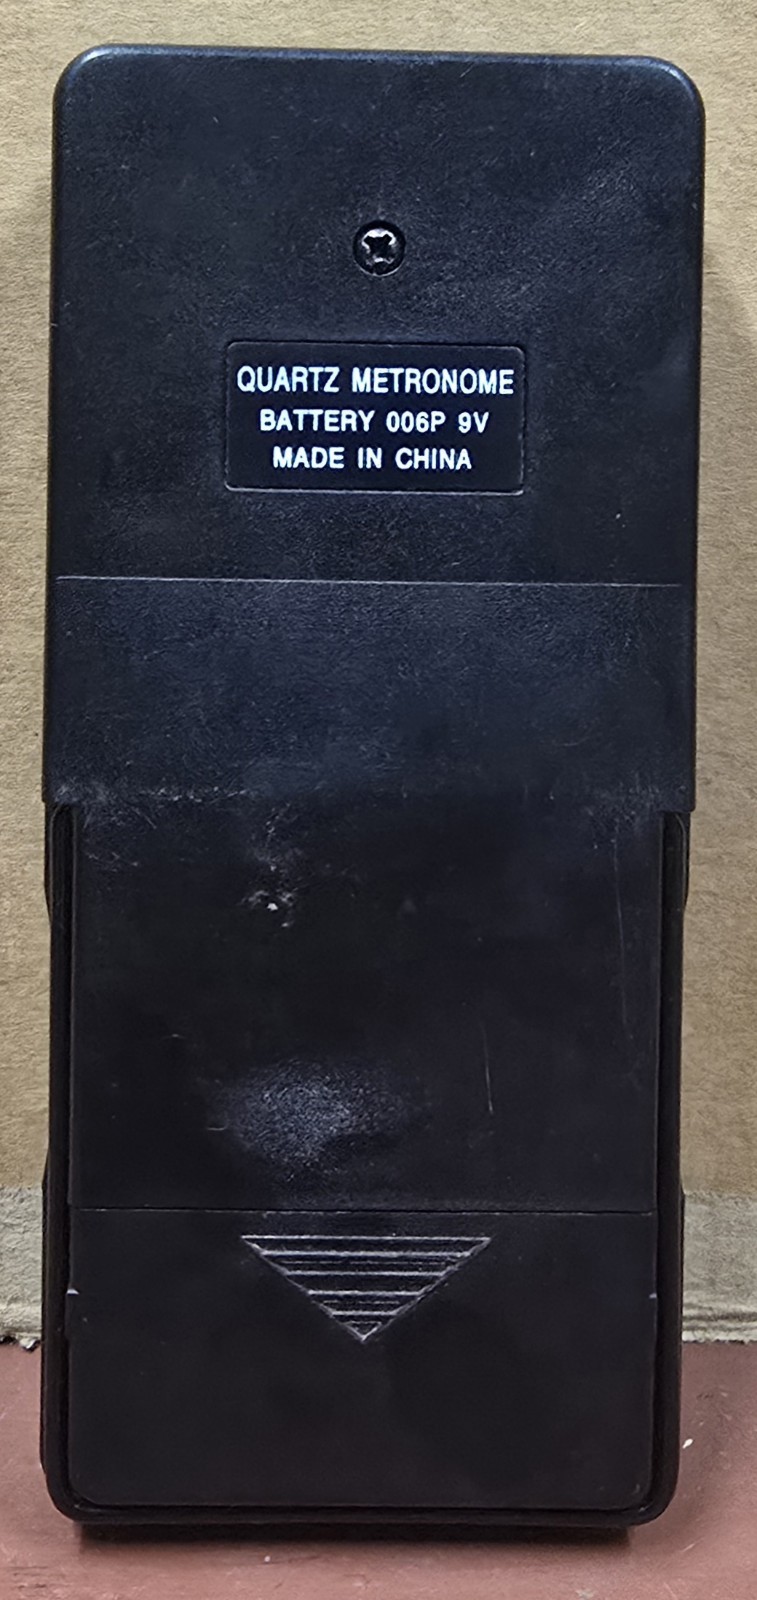 QUARTZ METRONOME
BATTERY 006P 9V
MADE IN CHINA